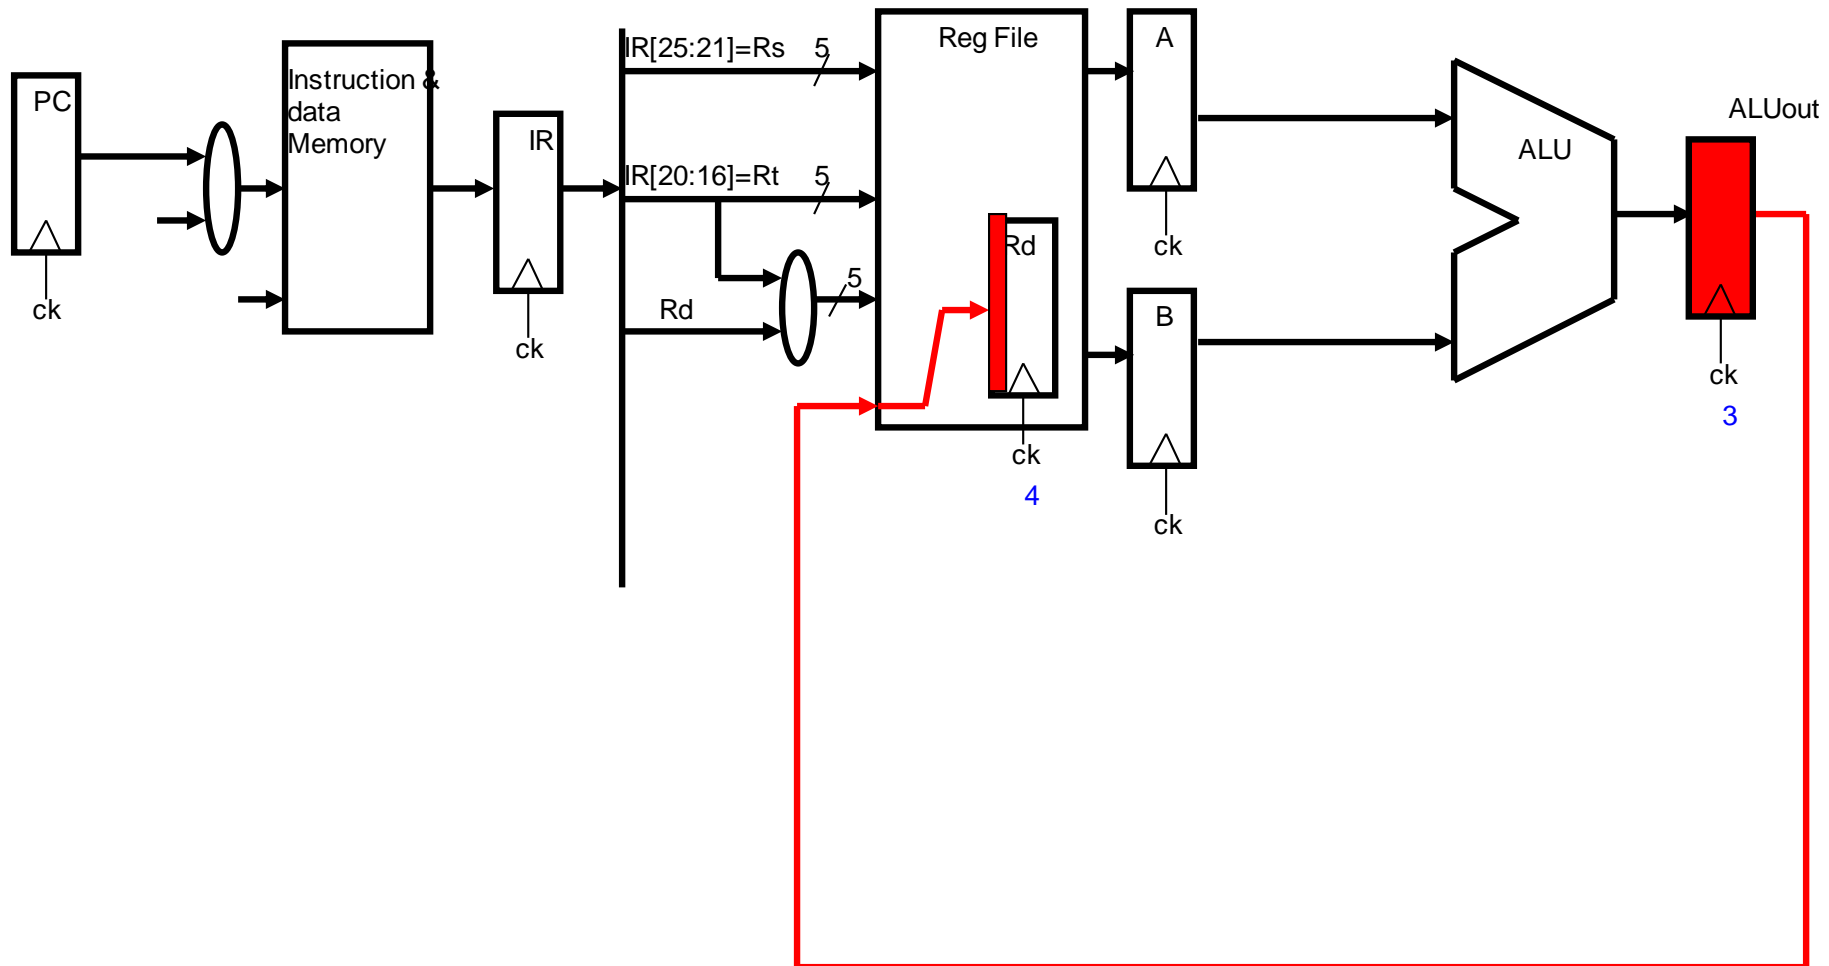 PC
ck
Instruction &
data
Memory
IR
ck
IR[25:21]=Rs 5
IR[20:16]=Rt 5
5
Rd
Reg File
Rd
ck
4
A
ck
B
ck
ALU
ALUout
ck
3